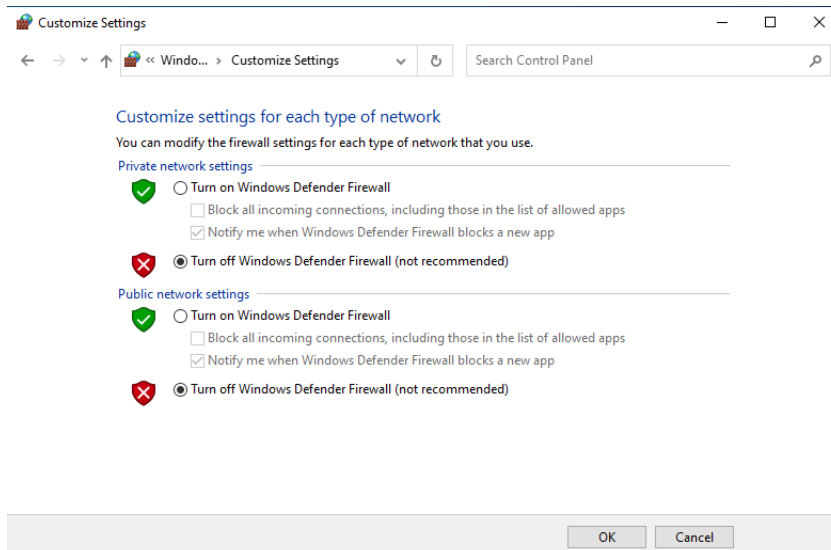 Customize Settings
« Windo... › Customize Settings
Search Control Panel
Customize settings for each type of network
You can modify the firewall settings for each type of network that you use.
Private network settings
Turn on Windows Defender Firewall
Block all incoming connections, including those in the list of allowed apps
Notify me when Windows Defender Firewall blocks a new app
Turn off Windows Defender Firewall (not recommended)
Public network settings
Turn on Windows Defender Firewall
Block all incoming connections, including those in the list of allowed apps
Notify me when Windows Defender Firewall blocks a new app
Turn off Windows Defender Firewall (not recommended)
OK Cancel